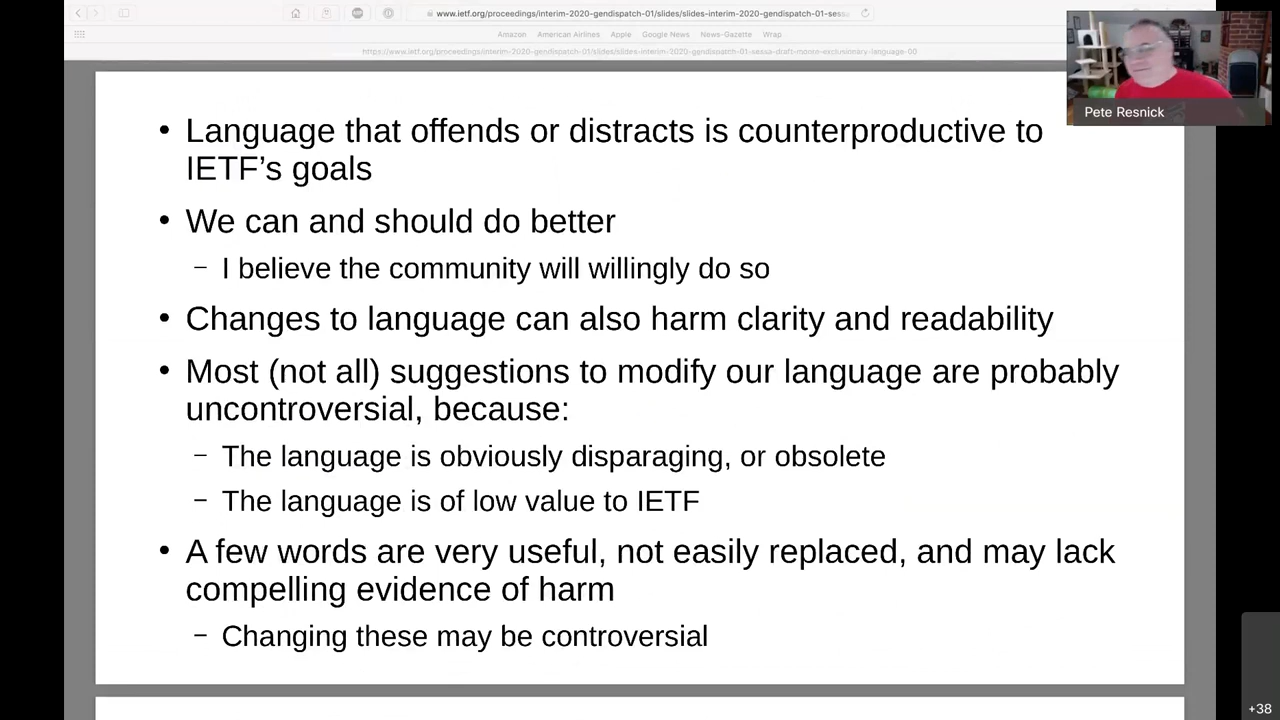 www.ietf.org/proceedings/interim-2020-gendispatch-01/slides/slides-interim-2020-gendispatch-01-sess
Amazon American Airlines Apple Google News News-Gazette Wrap
https://www.ietf.org/proceedings/interim-2020-gendispatch-01/slides/slides-interim-2020-gendispatch-01-sessa-draft-moore-exclusionary-language-00
Pete Resnick
• Language that offends or distracts is counterproductive to
IETF’s goals
• We can and should do better
– I believe the community will willingly do so
• Changes to language can also harm clarity and readability
• Most (not all) suggestions to modify our language are probably
uncontroversial, because:
– The language is obviously disparaging, or obsolete
– The language is of low value to IETF
• A few words are very useful, not easily replaced, and may lack
compelling evidence of harm
– Changing these may be controversial
+38